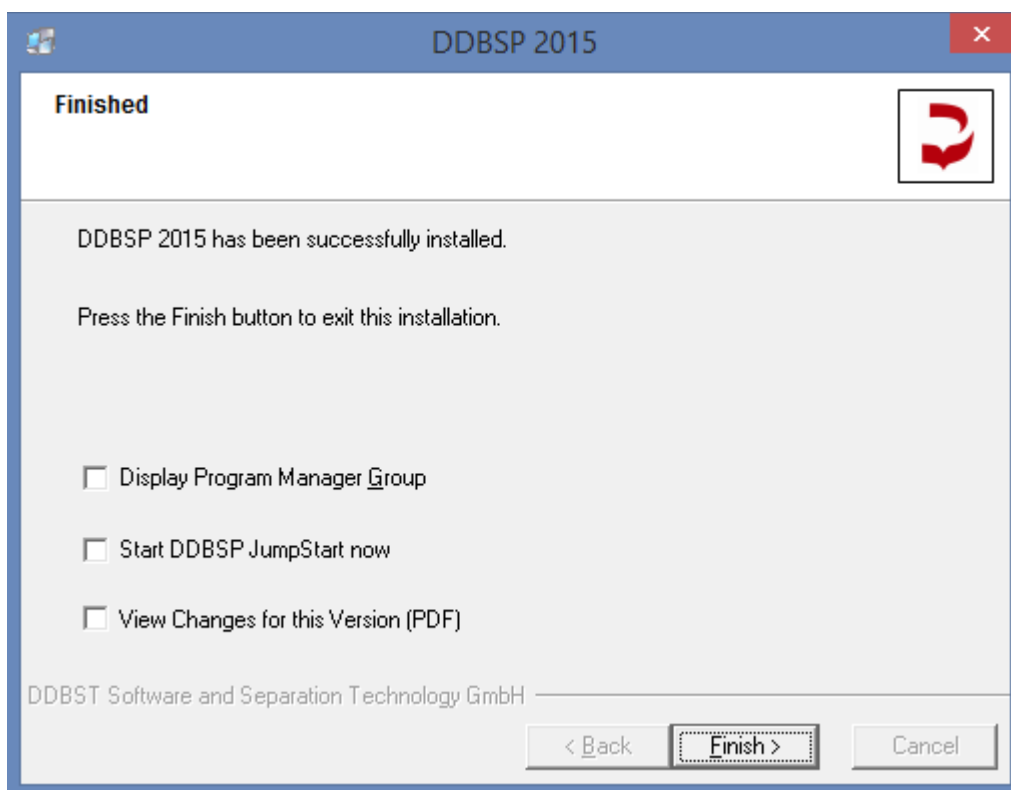 DDBSP 2015
Finished
DDBSP 2015 has been successfully installed.
Press the Finish button to exit this installation.
Display Program Manager Group
Start DDBSP JumpStart now
View Changes for this Version (PDF)
DDBST Software and Separation Technology GmbH
< Back
Finish >
Cancel